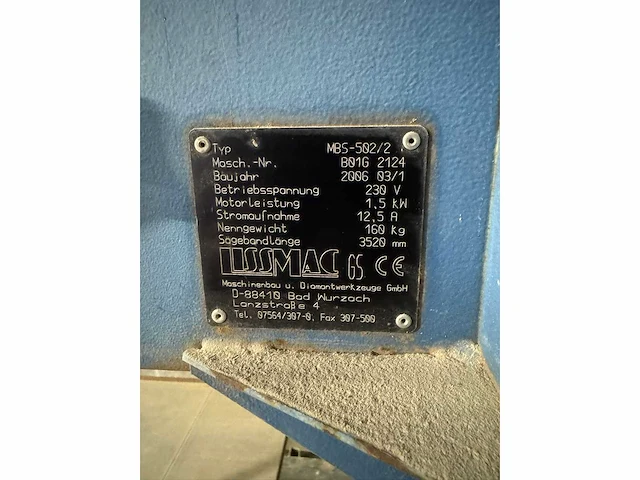 Typ MBS-502/2
Masch.-Nr. B01G 2124
Baujahr 2006 03/1
Betriebsspannung 230 V
Motorleistung 1,5 kW
Stromaufnahme 12,5 A
Nenngewicht 160 Kg
Sägebandlänge 3520 mm
LISSMAC GS CE
Maschinenbau u. Diamantwerkzeuge GmbH
D-88410 Bad Wurzach
Lanzstraße 4
Tel. 07564/307-0, Fax 307-500